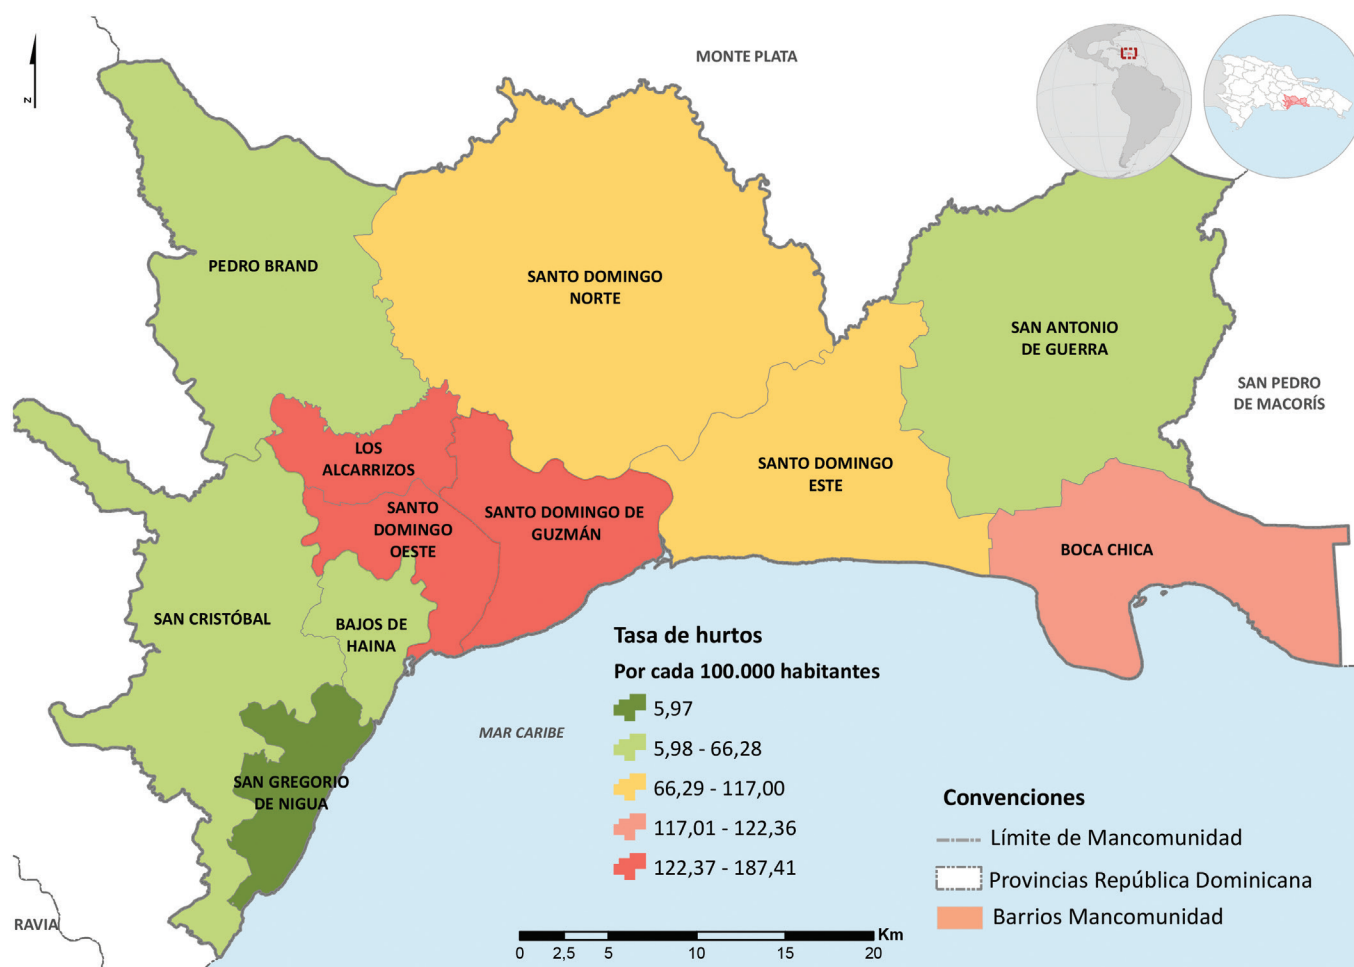 MONTE PLATA
z
PEDRO BRAND
SANTO DOMINGO
NORTE
SAN ANTONIO
DE GUERRA
SAN PEDRO
DE MACORÍS
LOS
ALCARRIZOS
SANTO DOMINGO
ESTE
SANTO
DOMINGO
OESTE
SANTO DOMINGO DE
GUZMÁN
BOCA CHICA
SAN CRISTÓBAL
BAJOS DE
HAINA
SAN GREGORIO
DE NIGUA
MAR CARIBE
RAVIA
Tasa de hurtos
Por cada 100.000 habitantes
5,97
5,98 - 66,28
66,29 - 117,00
117,01 - 122,36
122,37 - 187,41
Convenciones
Límite de Mancomunidad
Provincias República Dominicana
Barrios Mancomunidad
Km
0 2,5 5 10 15 20